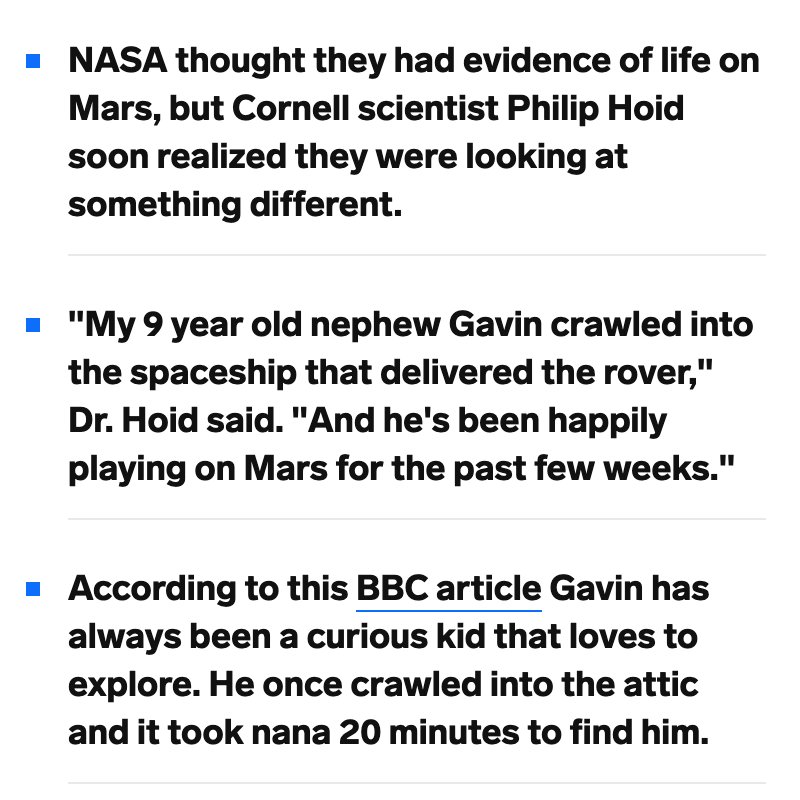 NASA thought they had evidence of life on
Mars, but Cornell scientist Philip Hoid
soon realized they were looking at
something different.
"My 9 year old nephew Gavin crawled into
the spaceship that delivered the rover,"
Dr. Hoid said. "And he's been happily
playing on Mars for the past few weeks."
According to this BBC article Gavin has
always been a curious kid that loves to
explore. He once crawled into the attic
and it took nana 20 minutes to find him.